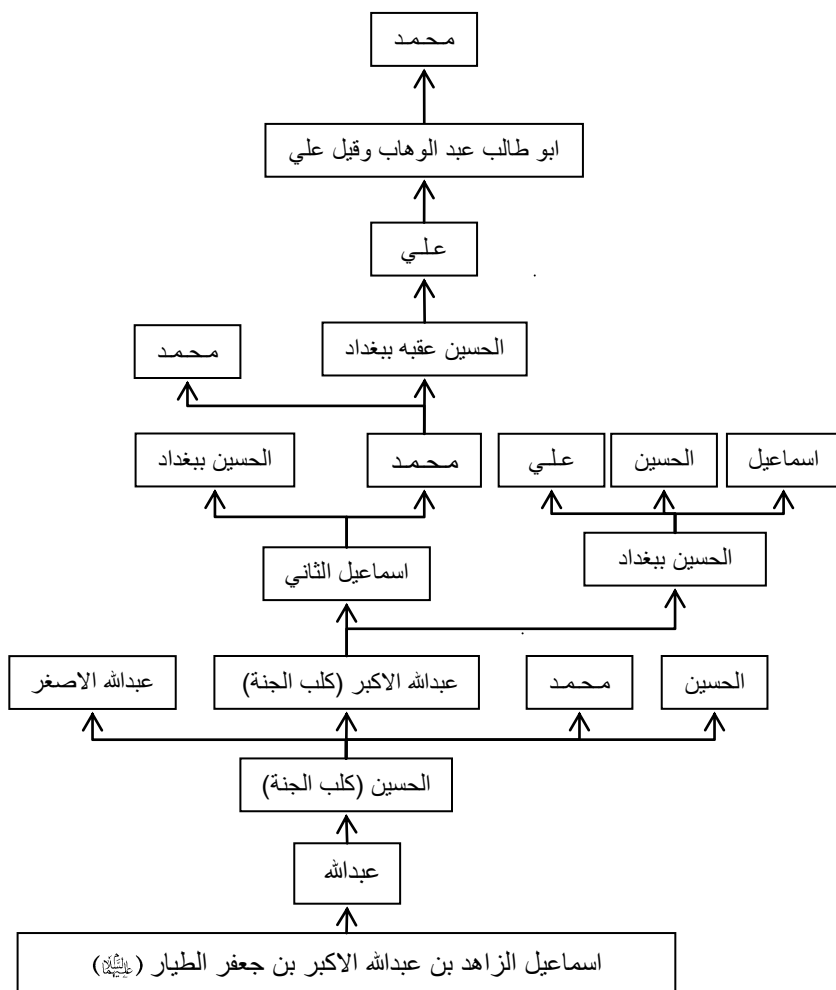 محمد
ابو طالب عبد الوهاب وقيل علي
علي
الحسين عقبه ببغداد
محمد
اسماعيل
الحسين
علي
محمد
الحسين ببغداد
الحسين ببغداد
اسماعيل الثاني
الحسين
محمد
عبدالله الاكبر (كلب الجنة)
عبدالله الاصغر
الحسين (كلب الجنة)
عبدالله
اسماعيل الزاهد بن عبدالله الاكبر بن جعفر الطيار (عليهما السلام)